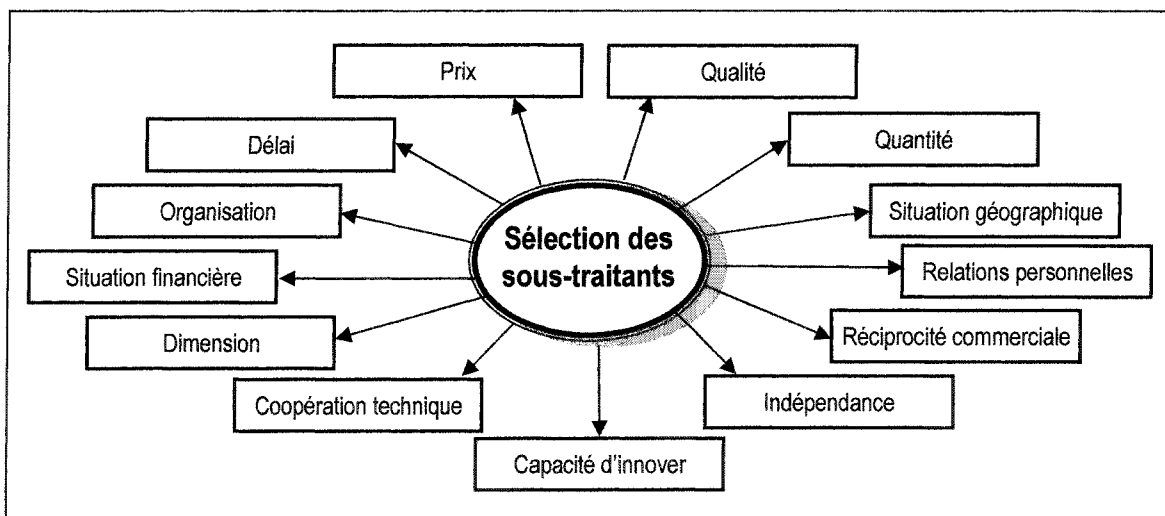 Prix
Qualité
Délai
Quantité
Organisation
Situation géographique
Sélection des
sous-traitants
Situation financière
Relations personnelles
Dimension
Réciprocité commerciale
Coopération technique
Indépendance
Capacité d'innover